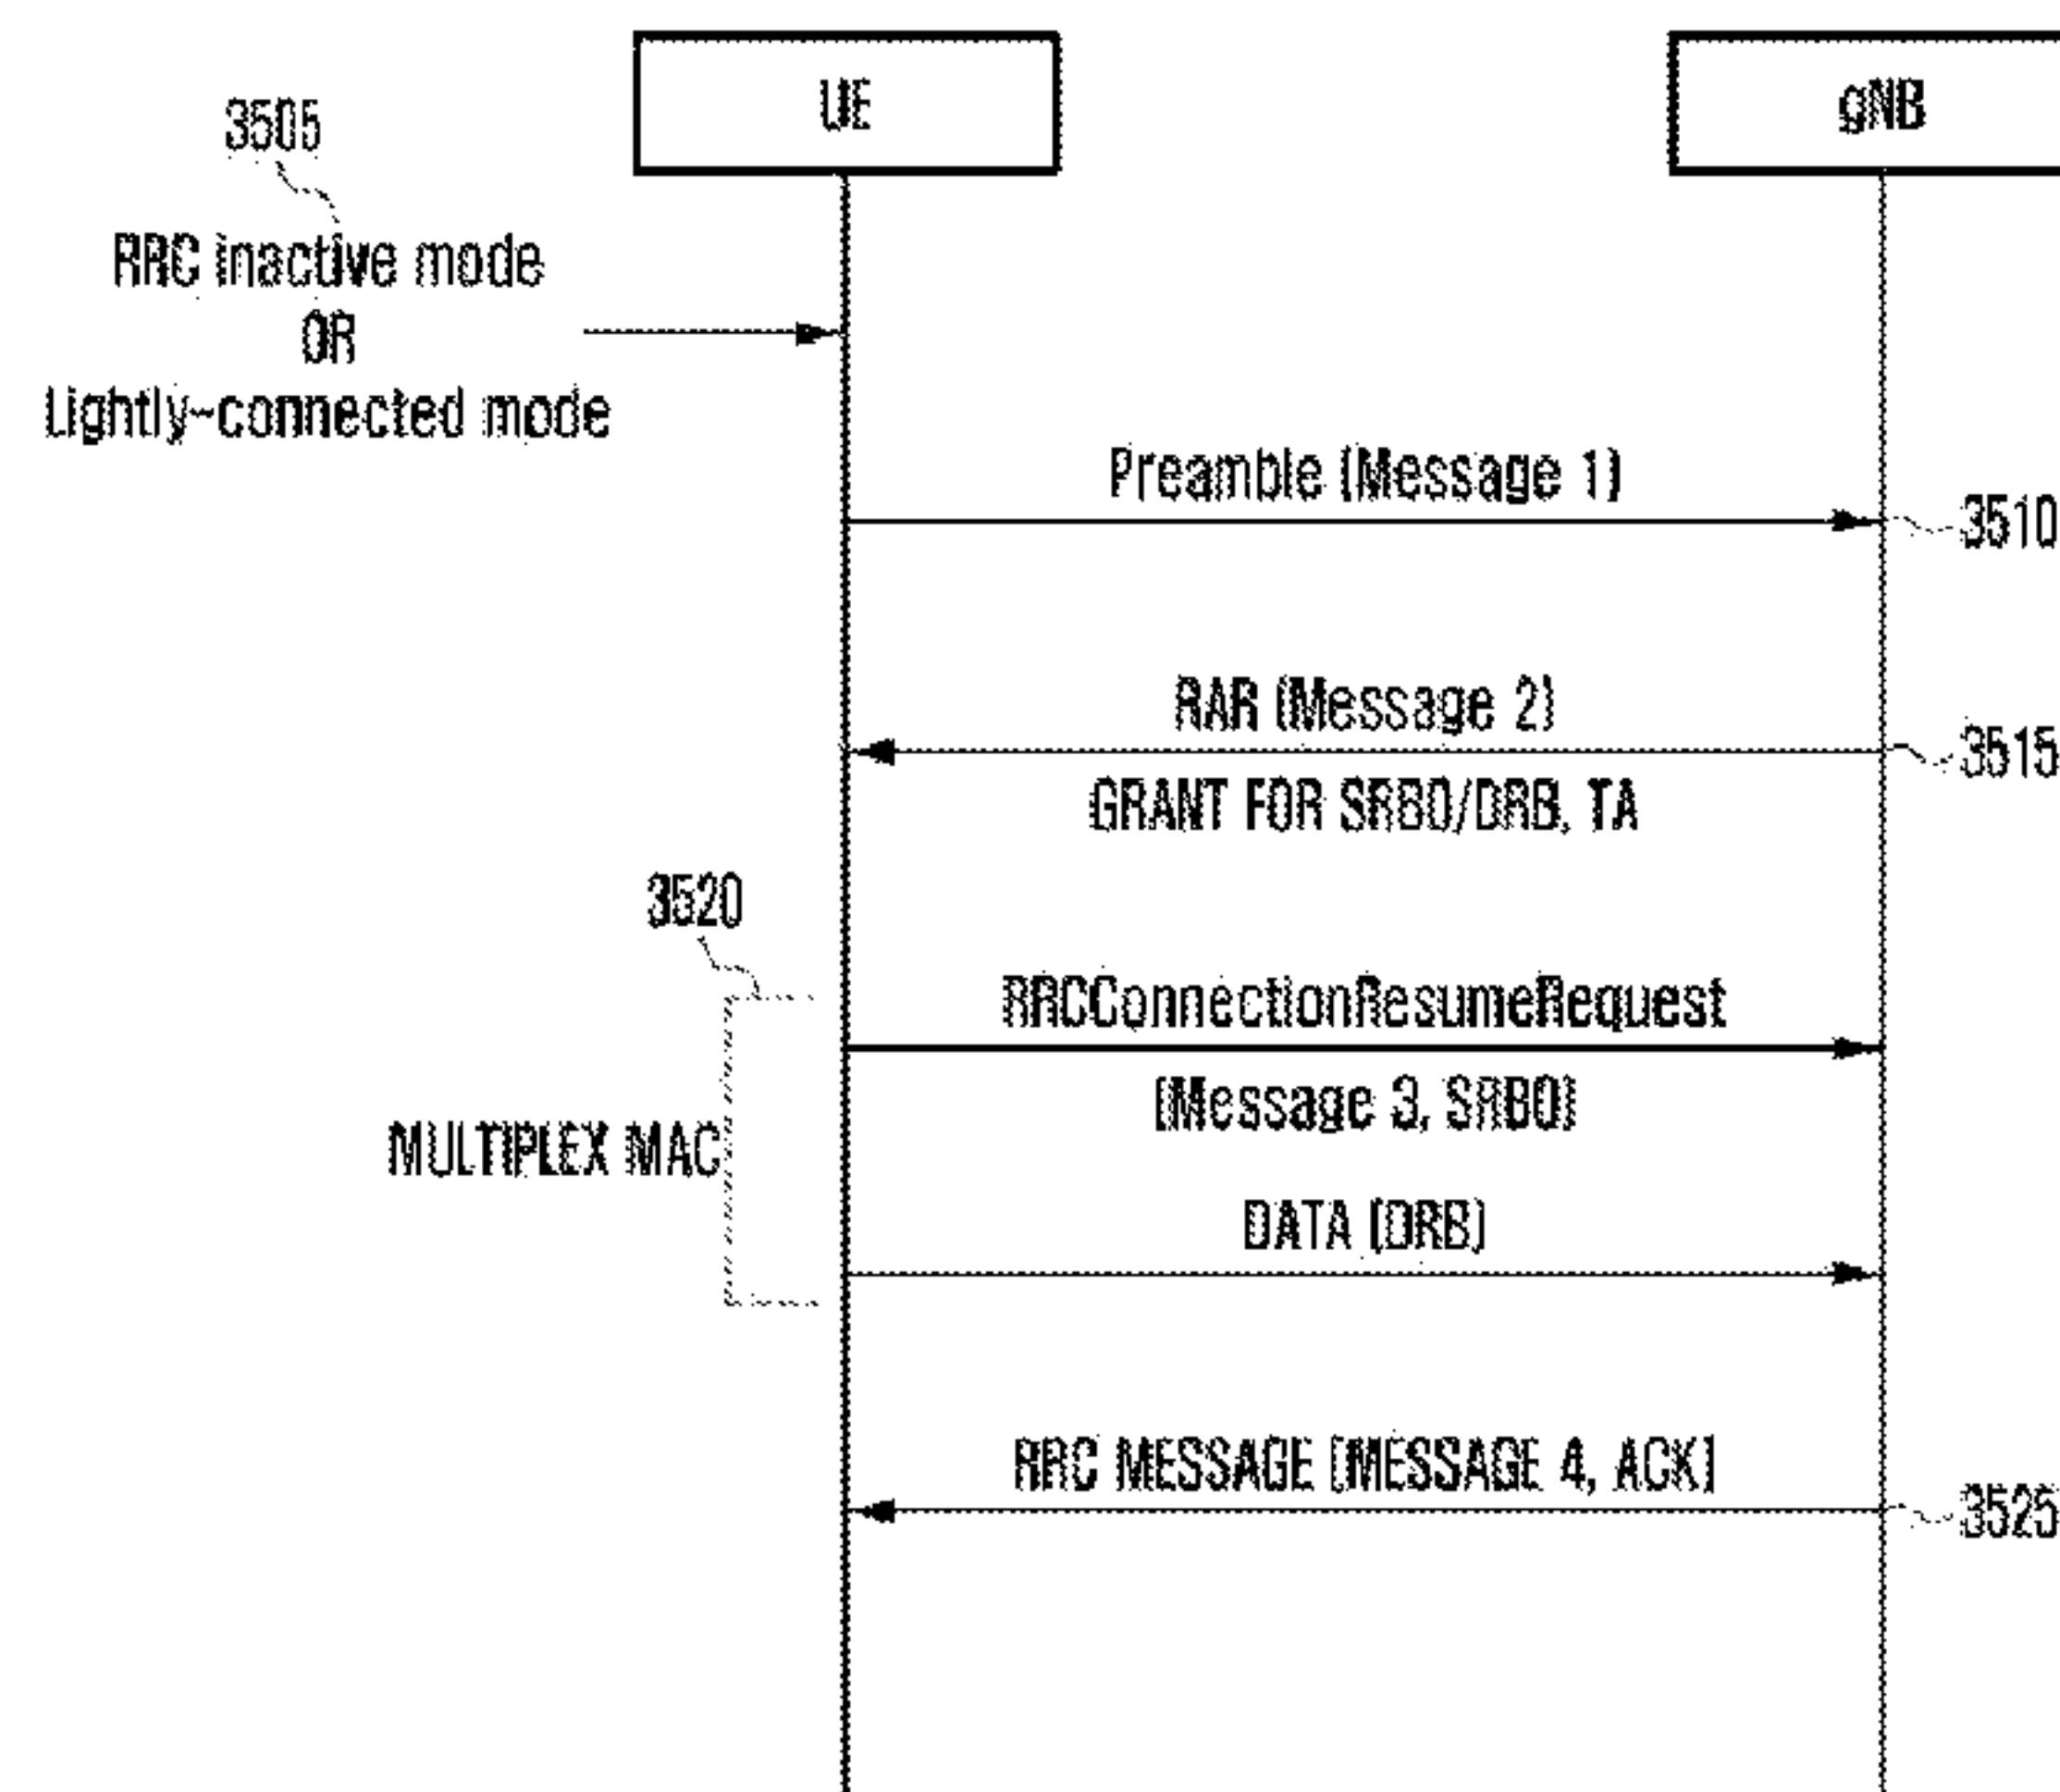 UE
gNB
3505
RRC inactive mode
OR
Lightly-connected mode
Preamble (Message 1)
3510
RAR (Message 2)
3515
GRANT FOR SRB0/DRB, TA
3520
RRCConnectionResumeRequest
(Message 3, SRB0)
MULTIPLEX MAC
DATA (DRB)
RRC MESSAGE (MESSAGE 4, ACK)
3525